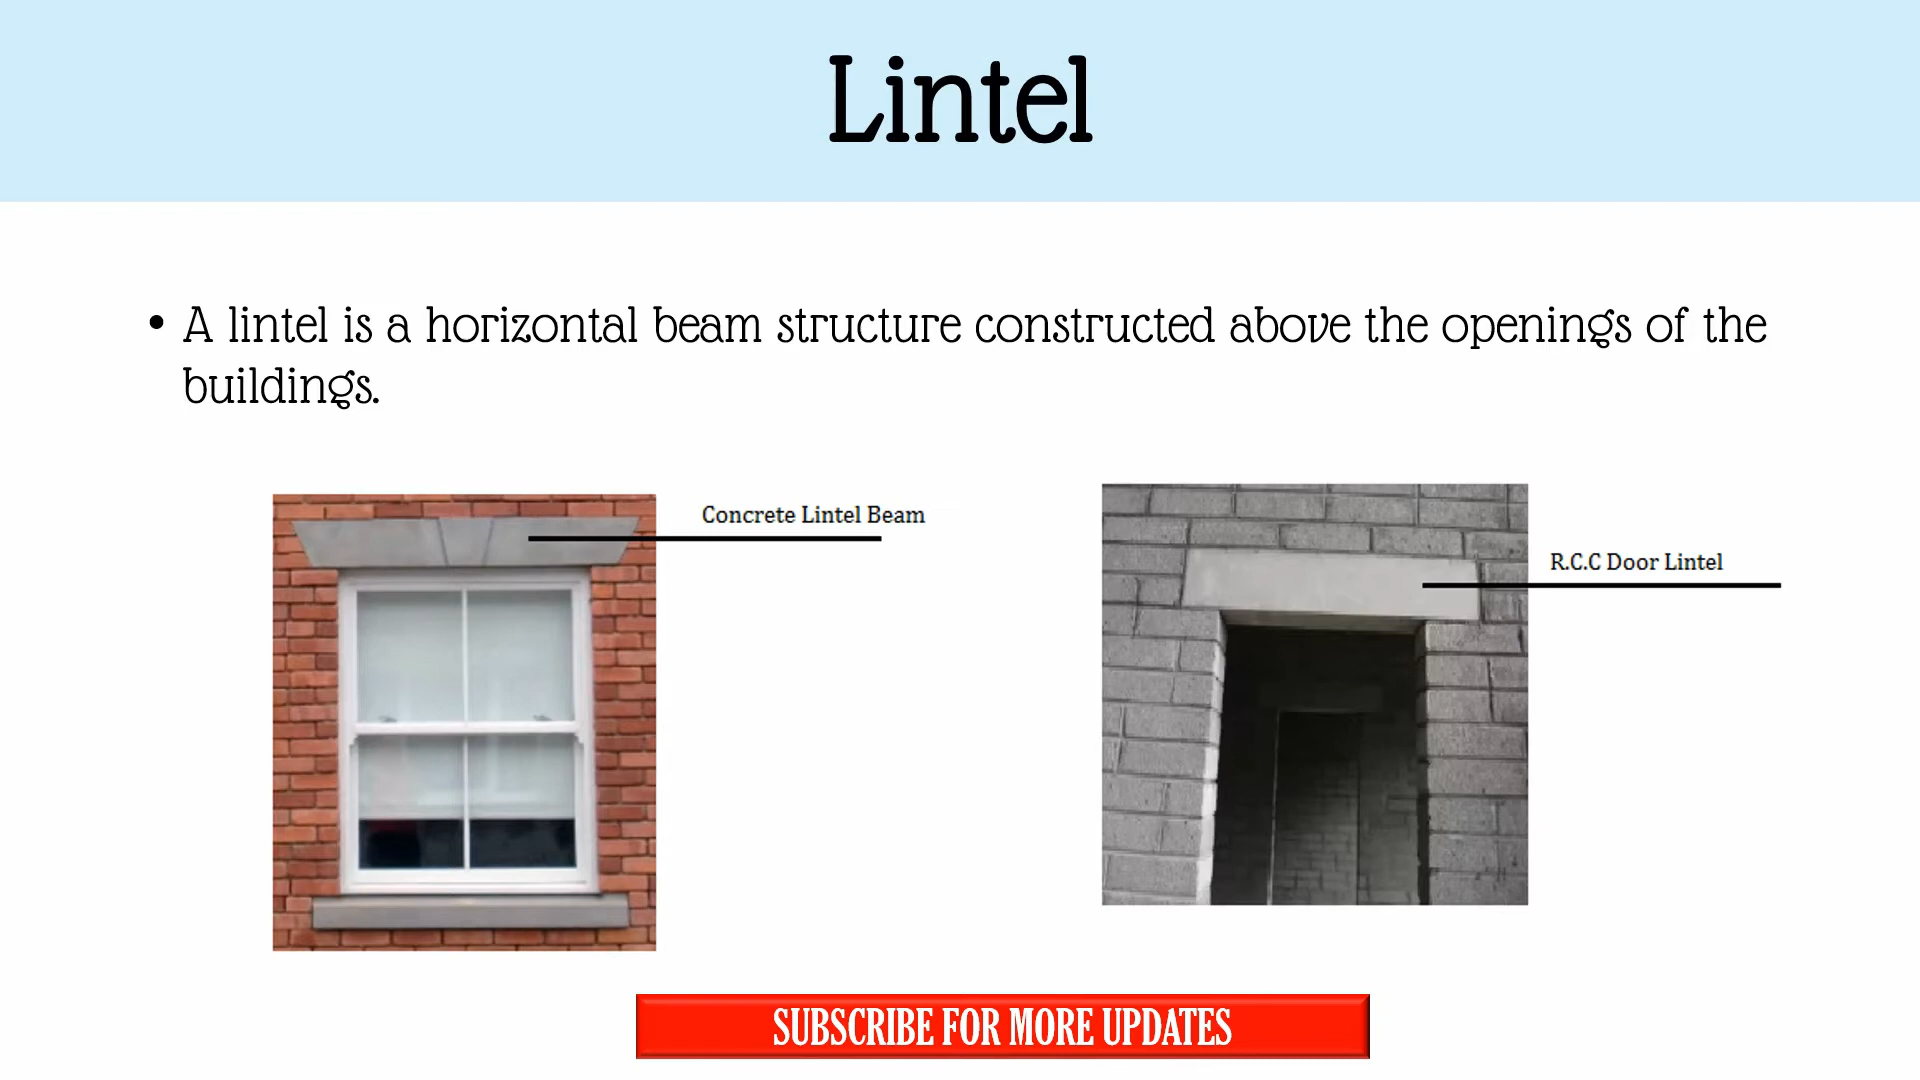 Lintel
• A lintel is a horizontal beam structure constructed above the openings of the
buildings.
Concrete Lintel Beam
R.C.C Door Lintel
SUBSCRIBE FOR MORE UPDATES